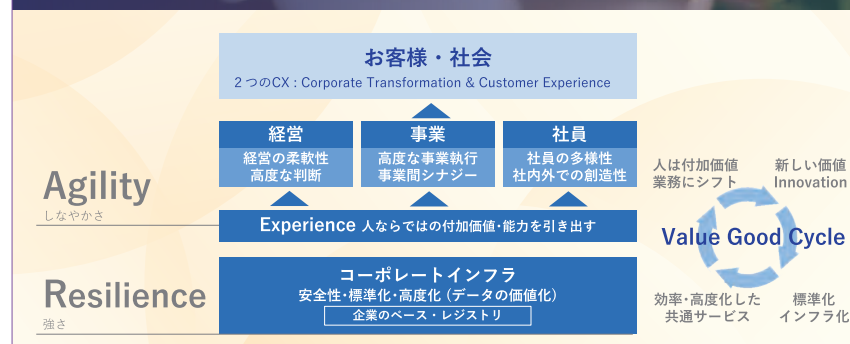 お客様・社会
2つのCX : Corporate Transformation & Customer Experience
経営
経営の柔軟性
高度な判断
事業
高度な事業執行
事業間シナジー
社員
社員の多様性
社内外での創造性
Agility
しなやかさ
Experience 人ならではの付加価値・能力を引き出す
Resilience
強さ
コーポレートインフラ
安全性・標準化・高度化 (データの価値化)
企業のベース・レジストリ
人は付加価値
業務にシフト
新しい価値
Innovation
Value Good Cycle
効率・高度化した
共通サービス
標準化
インフラ化